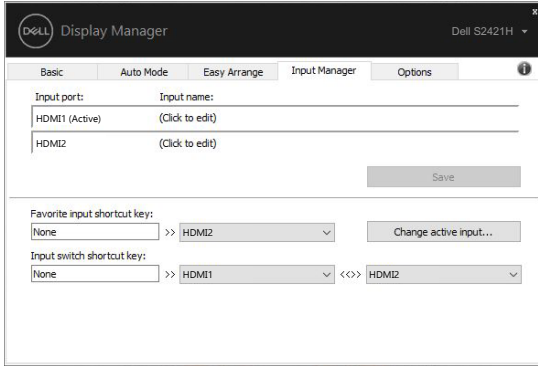 DELL Display Manager
Dell S2421H
Basic Auto Mode Easy Arrange Input Manager Options
Input port: Input name:
HDMI1 (Active) (Click to edit)
HDMI2 (Click to edit)
Save
Favorite input shortcut key:
None >> HDMI2 Change active input...
Input switch shortcut key:
None >> HDMI1 <<>> HDMI2